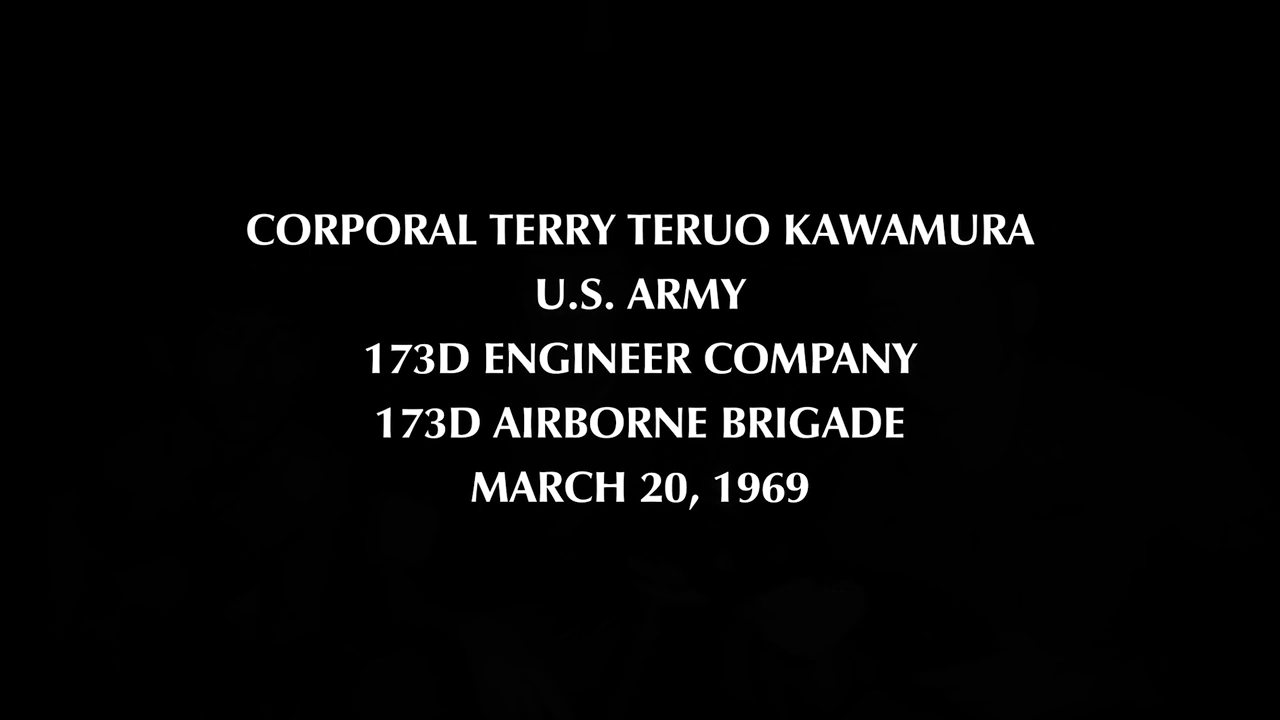 CORPORAL TERRY TERUO KAWAMURA
U.S. ARMY
173D ENGINEER COMPANY
173D AIRBORNE BRIGADE
MARCH 20, 1969